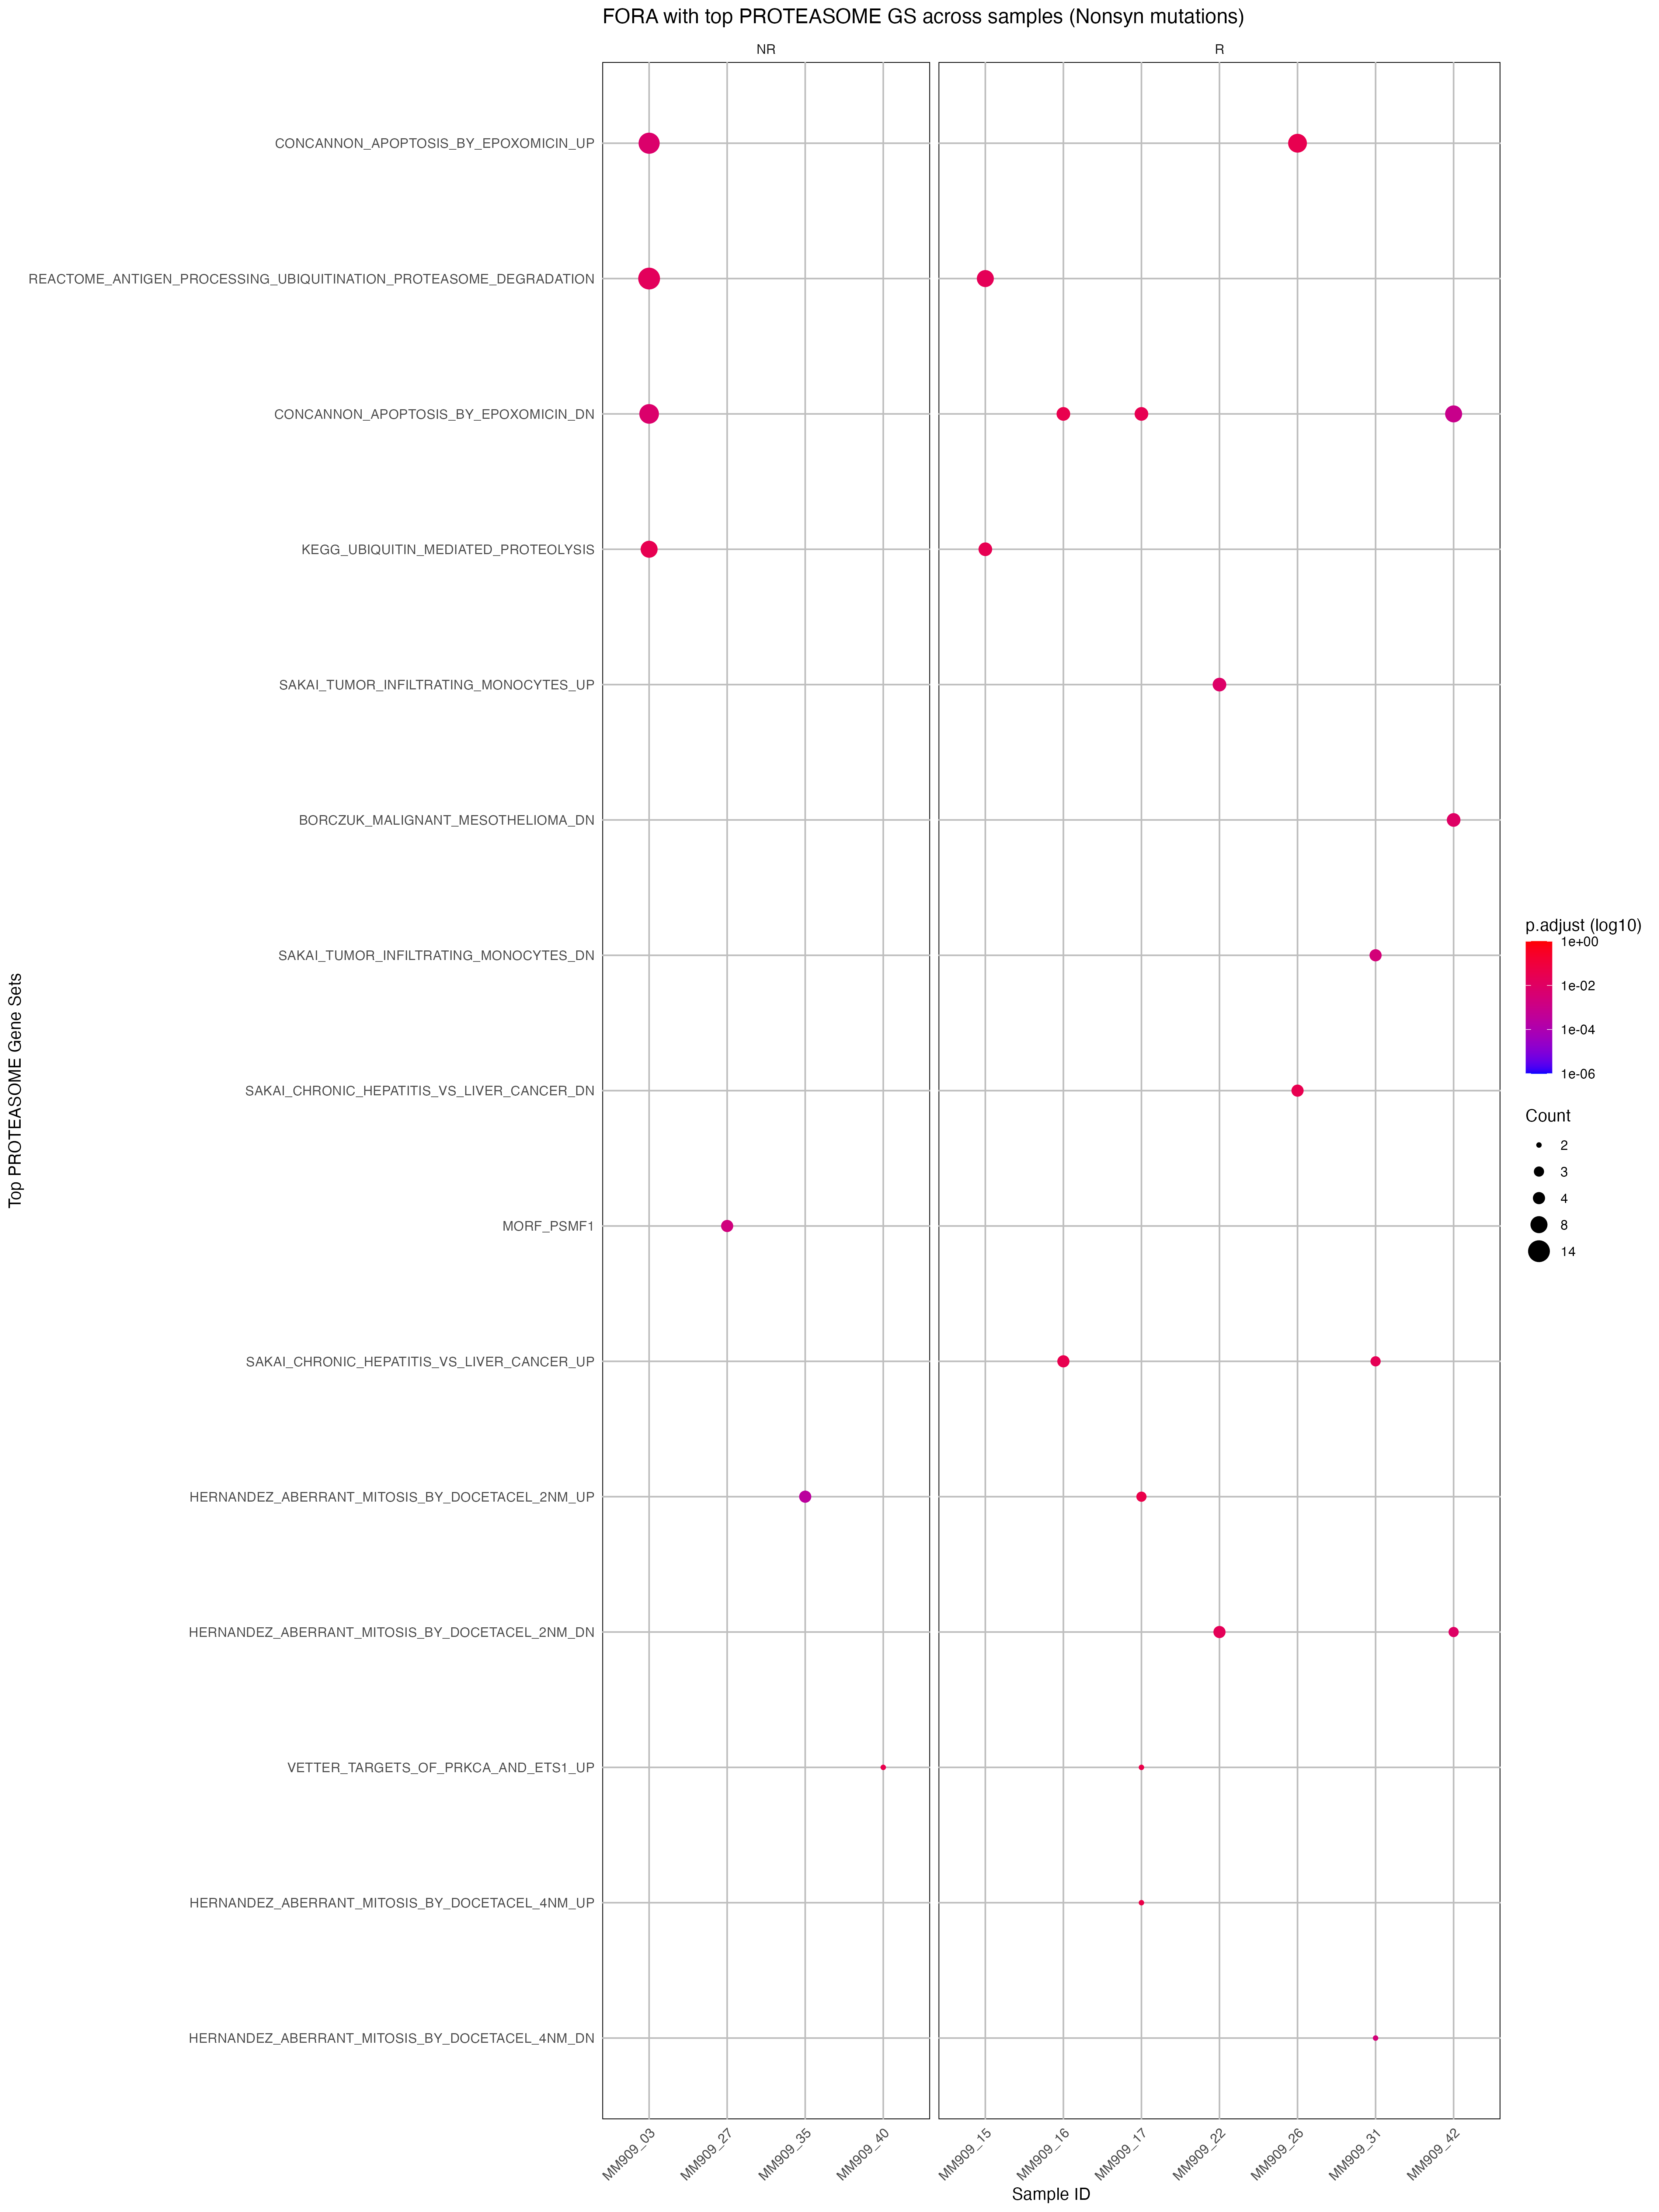 FORA with top PROTEASOME GS across samples (Nonsyn mutations)
NR
R
CONCANNON_APOPTOSIS_BY_EPOXOMICIN_UP
REACTOME_ANTIGEN_PROCESSING_UBIQUITINATION_PROTEASOME_DEGRADATION
CONCANNON_APOPTOSIS_BY_EPOXOMICIN_DN
KEGG_UBIQUITIN_MEDIATED_PROTEOLYSIS
SAKAI_TUMOR_INFILTRATING_MONOCYTES_UP
BORCZUK_MALIGNANT_MESOTHELIOMA_DN
SAKAI_TUMOR_INFILTRATING_MONOCYTES_DN
SAKAI_CHRONIC_HEPATITIS_VS_LIVER_CANCER_DN
MORF_PSMF1
SAKAI_CHRONIC_HEPATITIS_VS_LIVER_CANCER_UP
HERNANDEZ_ABERRANT_MITOSIS_BY_DOCETACEL_2NM_UP
HERNANDEZ_ABERRANT_MITOSIS_BY_DOCETACEL_2NM_DN
VETTER_TARGETS_OF_PRKCA_AND_ETS1_UP
HERNANDEZ_ABERRANT_MITOSIS_BY_DOCETACEL_4NM_UP
HERNANDEZ_ABERRANT_MITOSIS_BY_DOCETACEL_4NM_DN
Top PROTEASOME Gene Sets
MM909_03
MM909_27
MM909_35
MM909_40
MM909_15
MM909_16
MM909_17
MM909_22
MM909_26
MM909_31
MM909_42
Sample ID
p.adjust (log10)
1e+00
1e-02
1e-04
1e-06
Count
2
3
4
8
14